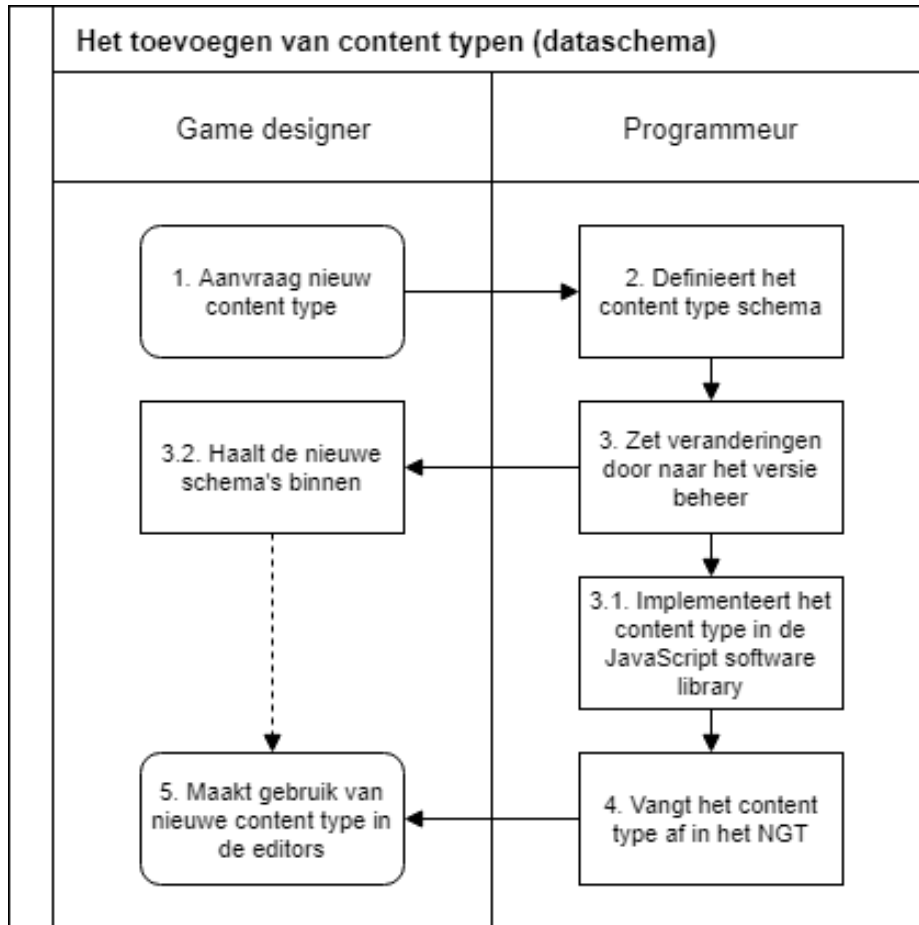 Het toevoegen van content typen (dataschema)
Game designer
Programmeur
1. Aanvraag nieuw
content type
2. Definieert het
content type schema
3.2. Haalt de nieuwe
schema's binnen
3. Zet veranderingen
door naar het versie
beheer
3.1. Implementeert het
content type in de
JavaScript software
library
5. Maakt gebruik van
nieuwe content type in
de editors
4. Vangt het content
type af in het NGT